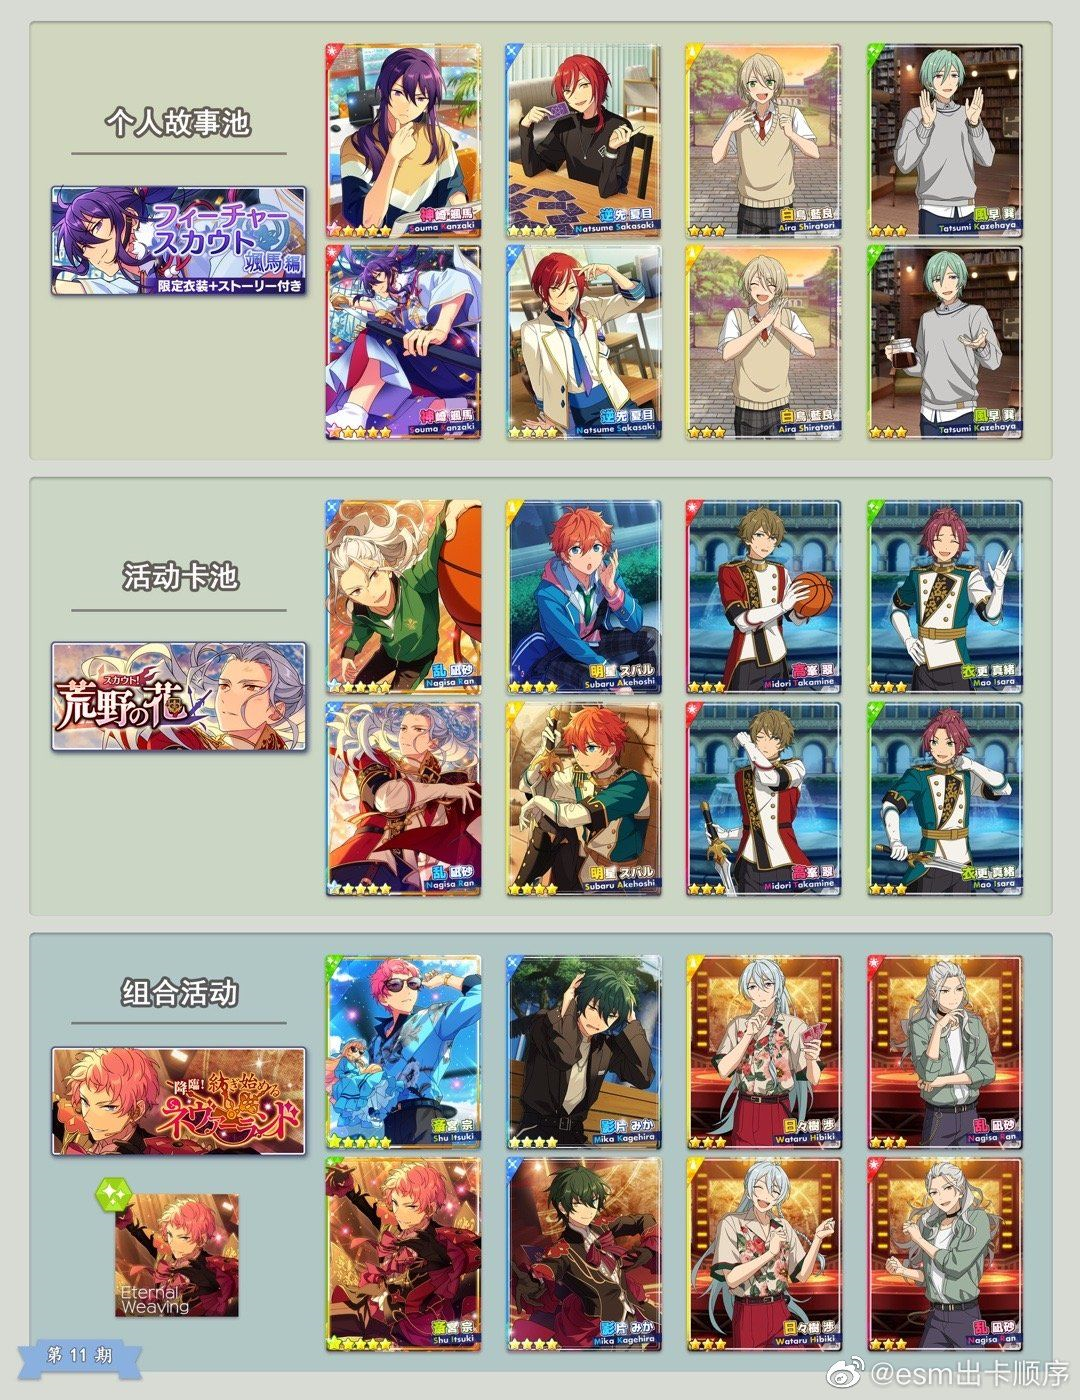 个人故事池
フィーチャー
スカウト
颯馬編
限定衣装+ストーリー付き
神崎 颯馬
Souma Kanzaki
逆先 夏目
Natsume Sakasaki
白鳥 藍良
Aira Shiratori
風早 巽
Tatsumi Kazehaya
神崎 颯馬
Souma Kanzaki
逆先 夏目
Natsume Sakasaki
白鳥 藍良
Aira Shiratori
風早 巽
Tatsumi Kazehaya
活动卡池
スカウト!
荒野の花
乱 凪砂
Nagisa Ran
明星 スバル
Subaru Akehoshi
高峯 翠
Midori Takamine
衣更 真緒
Mao Isara
乱 凪砂
Nagisa Ran
明星 スバル
Subaru Akehoshi
高峯 翠
Midori Takamine
衣更 真緒
Mao Isara
组合活动
降臨!紡ぎ始める
ネヴァーランド
斎宮 宗
Shu Itsuki
影片 みか
Mika Kagehira
日々樹 渉
Wataru Hibiki
乱 凪砂
Nagisa Ran
Eternal
Weaving
斎宮 宗
Shu Itsuki
影片 みか
Mika Kagehira
日々樹 渉
Wataru Hibiki
乱 凪砂
Nagisa Ran
第 11 期
@esm出卡顺序